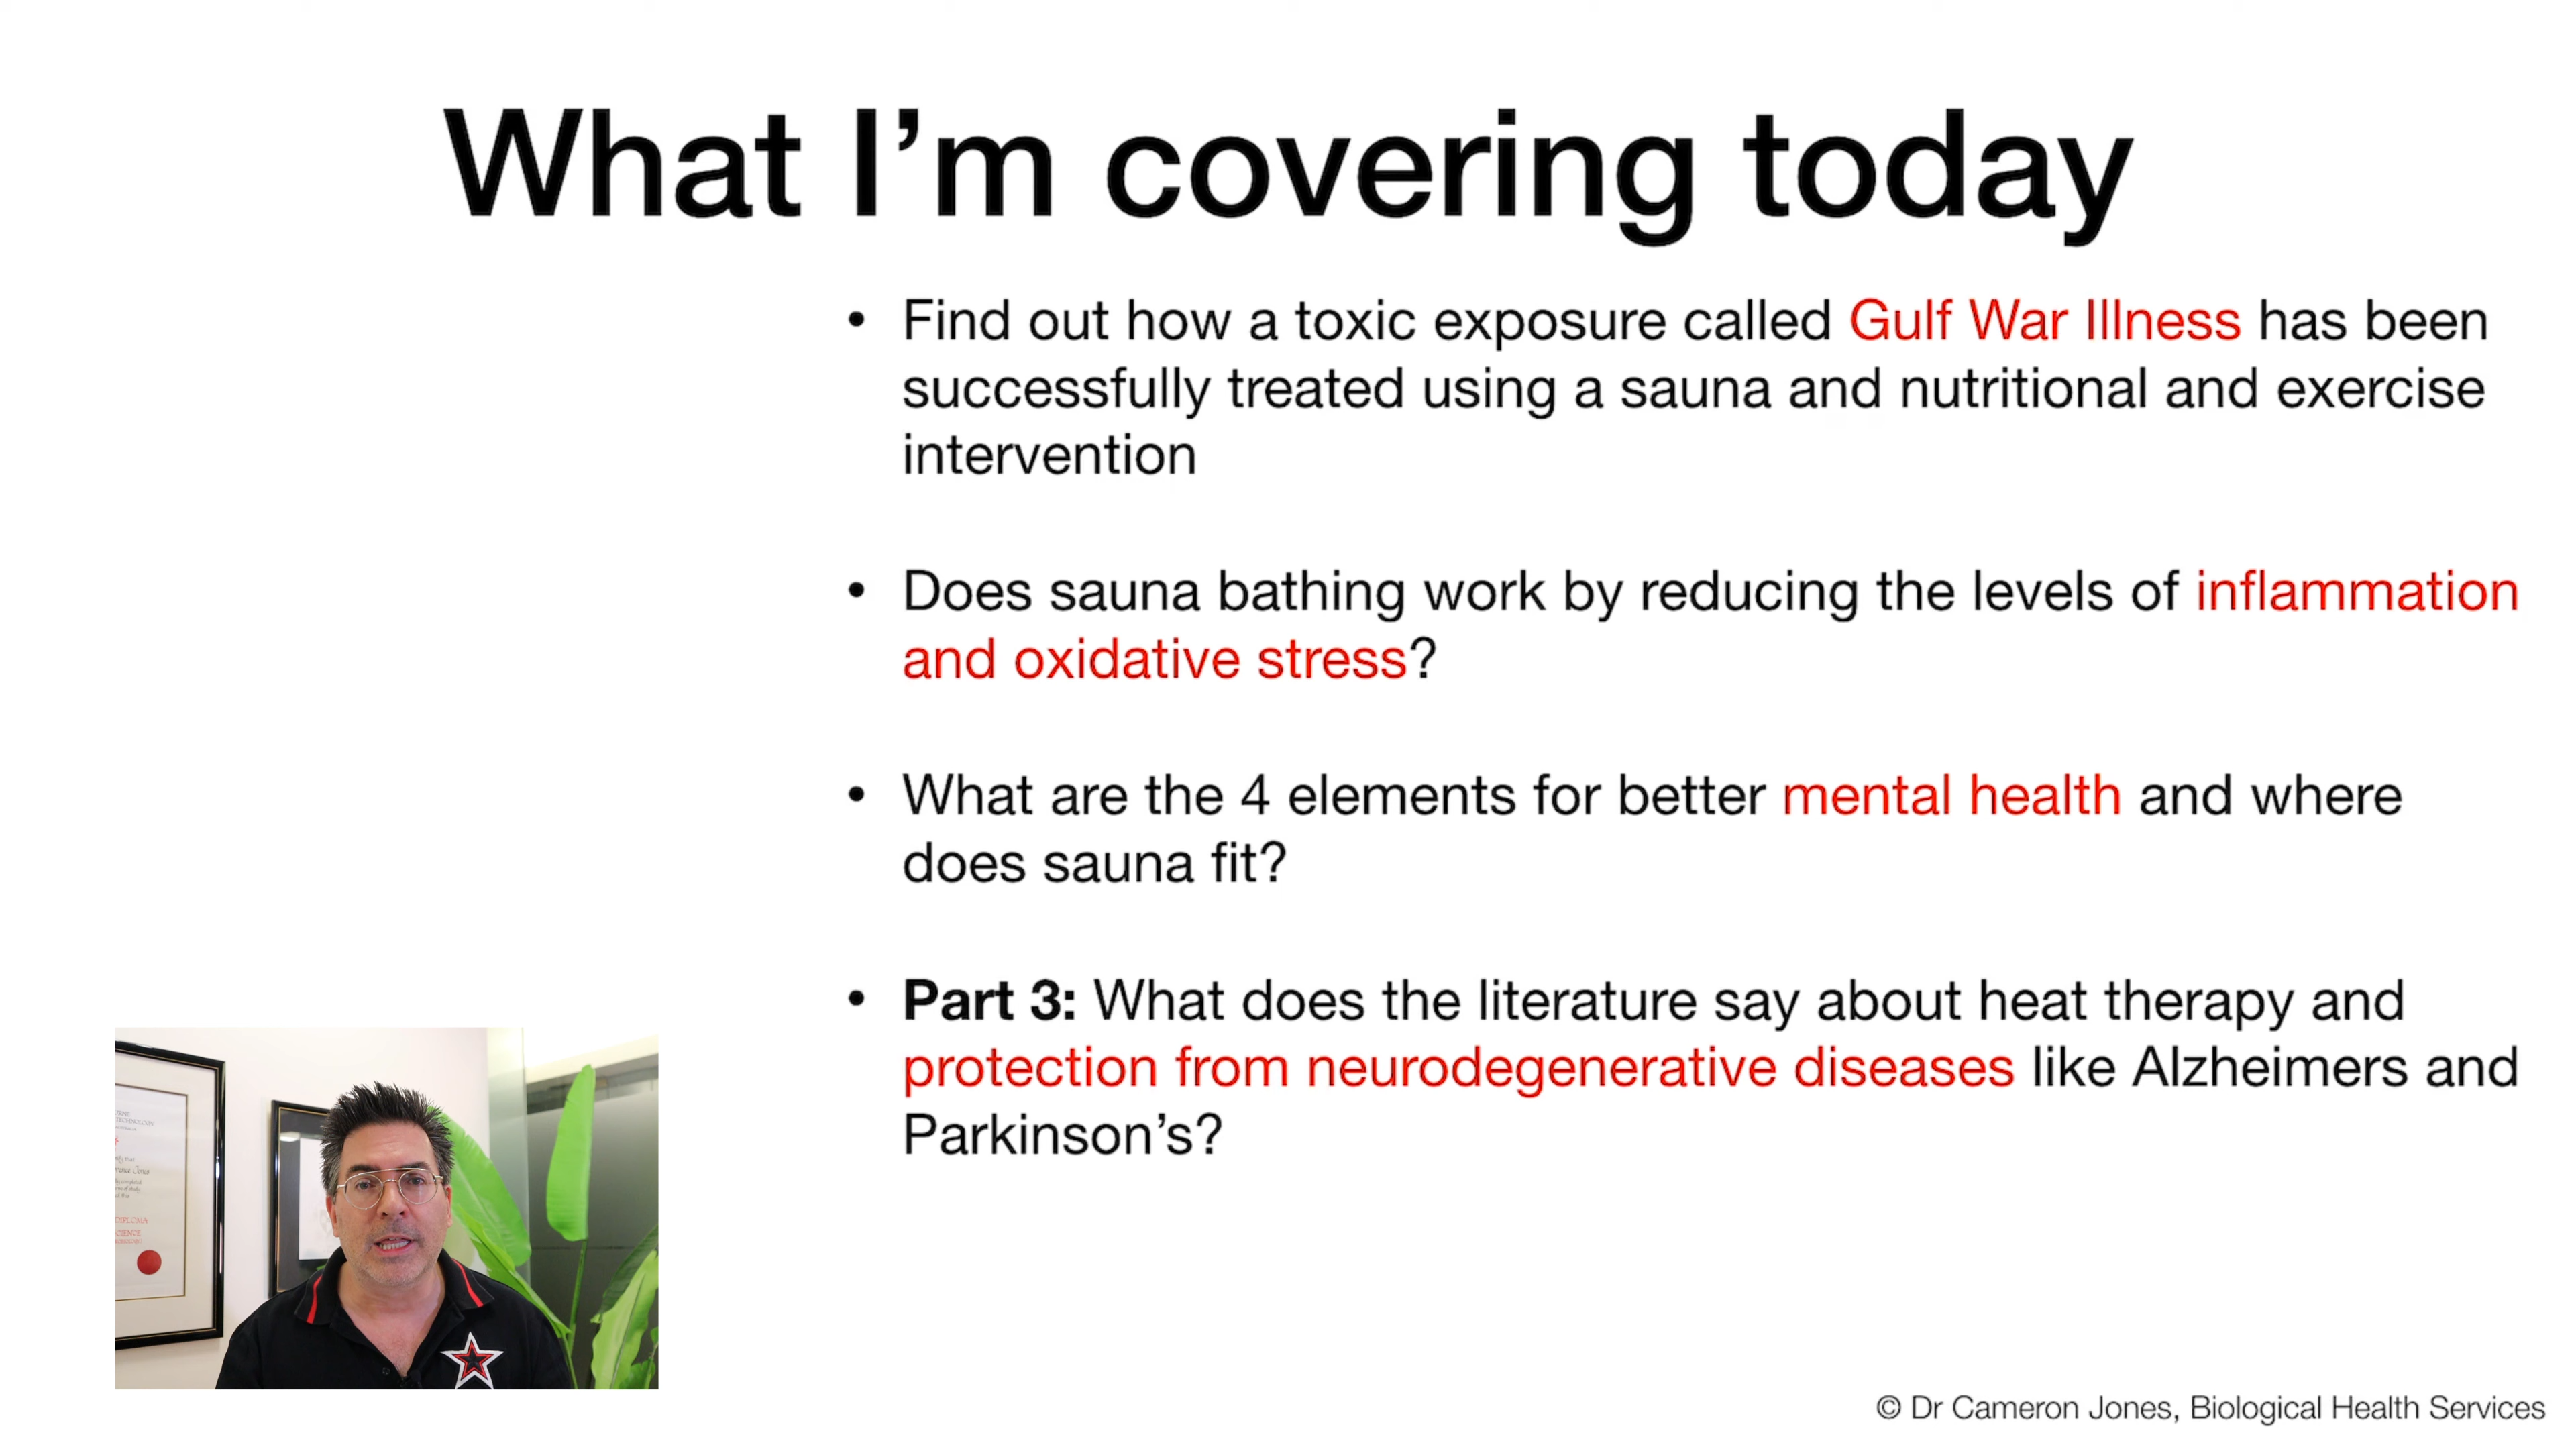 What I’m covering today
• Find out how a toxic exposure called Gulf War Illness has been
successfully treated using a sauna and nutritional and exercise
intervention
• Does sauna bathing work by reducing the levels of inflammation
and oxidative stress?
• What are the 4 elements for better mental health and where
does sauna fit?
• Part 3: What does the literature say about heat therapy and
protection from neurodegenerative diseases like Alzheimers and
Parkinson’s?
© Dr Cameron Jones, Biological Health Services